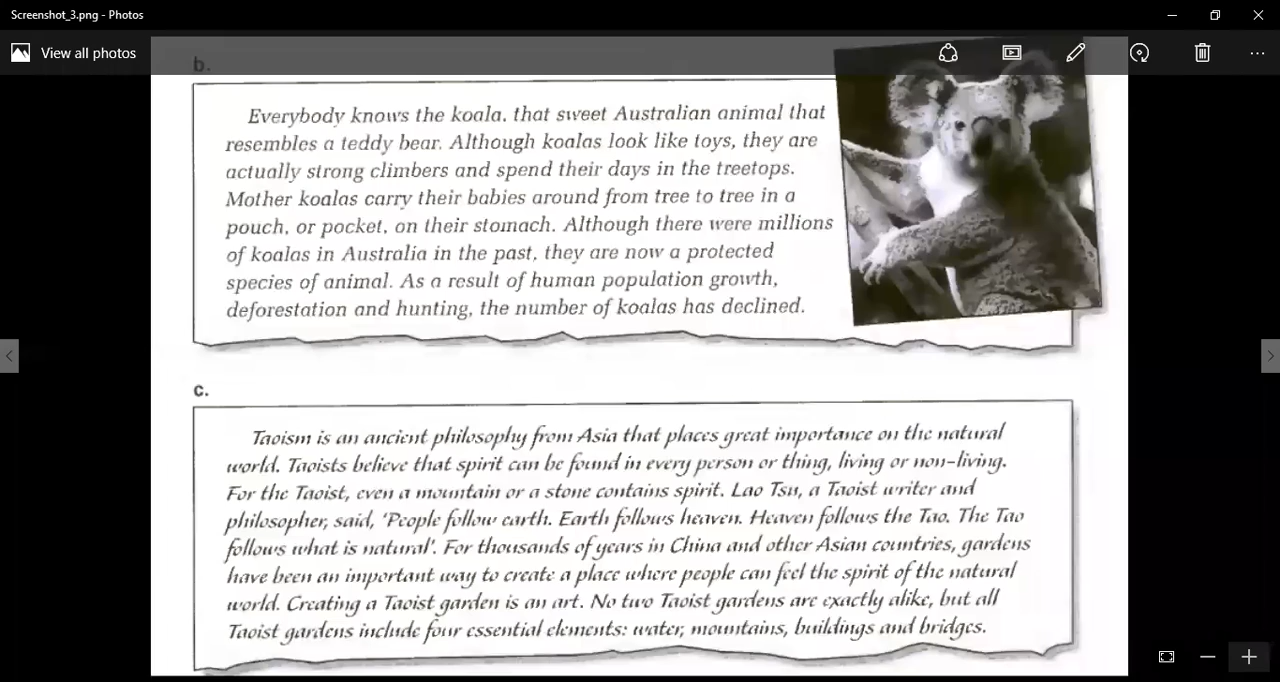 Screenshot_3.png - Photos
View all photos
b.
Everybody knows the koala, that sweet Australian animal that
resembles a teddy bear. Although koalas look like toys, they are
actually strong climbers and spend their days in the treetops.
Mother koalas carry their babies around from tree to tree in a
pouch, or pocket, on their stomach. Although there were millions
of koalas in Australia in the past, they are now a protected
species of animal. As a result of human population growth,
deforestation and hunting, the number of koalas has declined.
c.
Taoism is an ancient philosophy from Asia that places great importance on the natural
world. Taoists believe that spirit can be found in every person or thing, living or non-living.
For the Taoist, even a mountain or a stone contains spirit. Lao Tsu, a Taoist writer and
philosopher, said, 'People follow earth. Earth follows heaven. Heaven follows the Tao. The Tao
follows what is natural'. For thousands of years in China and other Asian countries, gardens
have been an important way to create a place where people can feel the spirit of the natural
world. Creating a Taoist garden is an art. No two Taoist gardens are exactly alike, but all
Taoist gardens include four essential elements: water, mountains, buildings and bridges.